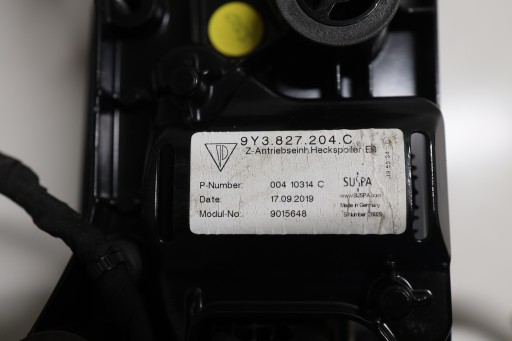 9Y3.827.204.C
Z-Antriebseinh.Heckspoiler E8
P-Number: 004 10314 C
Date: 17.09.2019
Modul-No: 9015648
SUSPA
www.SUSPA.com
Made in Germany